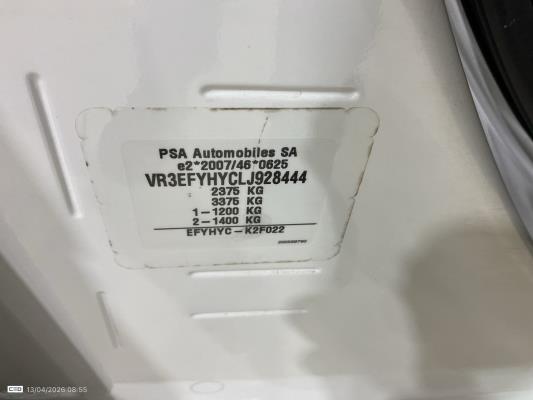 PSA Automobiles SA
e2*2007/46*0625
VR3EFYHYCLJ928444
2375 KG
3375 KG
1-1200 KG
2-1400 KG
EFYHYC-K2F022
13/04/2026 08:55